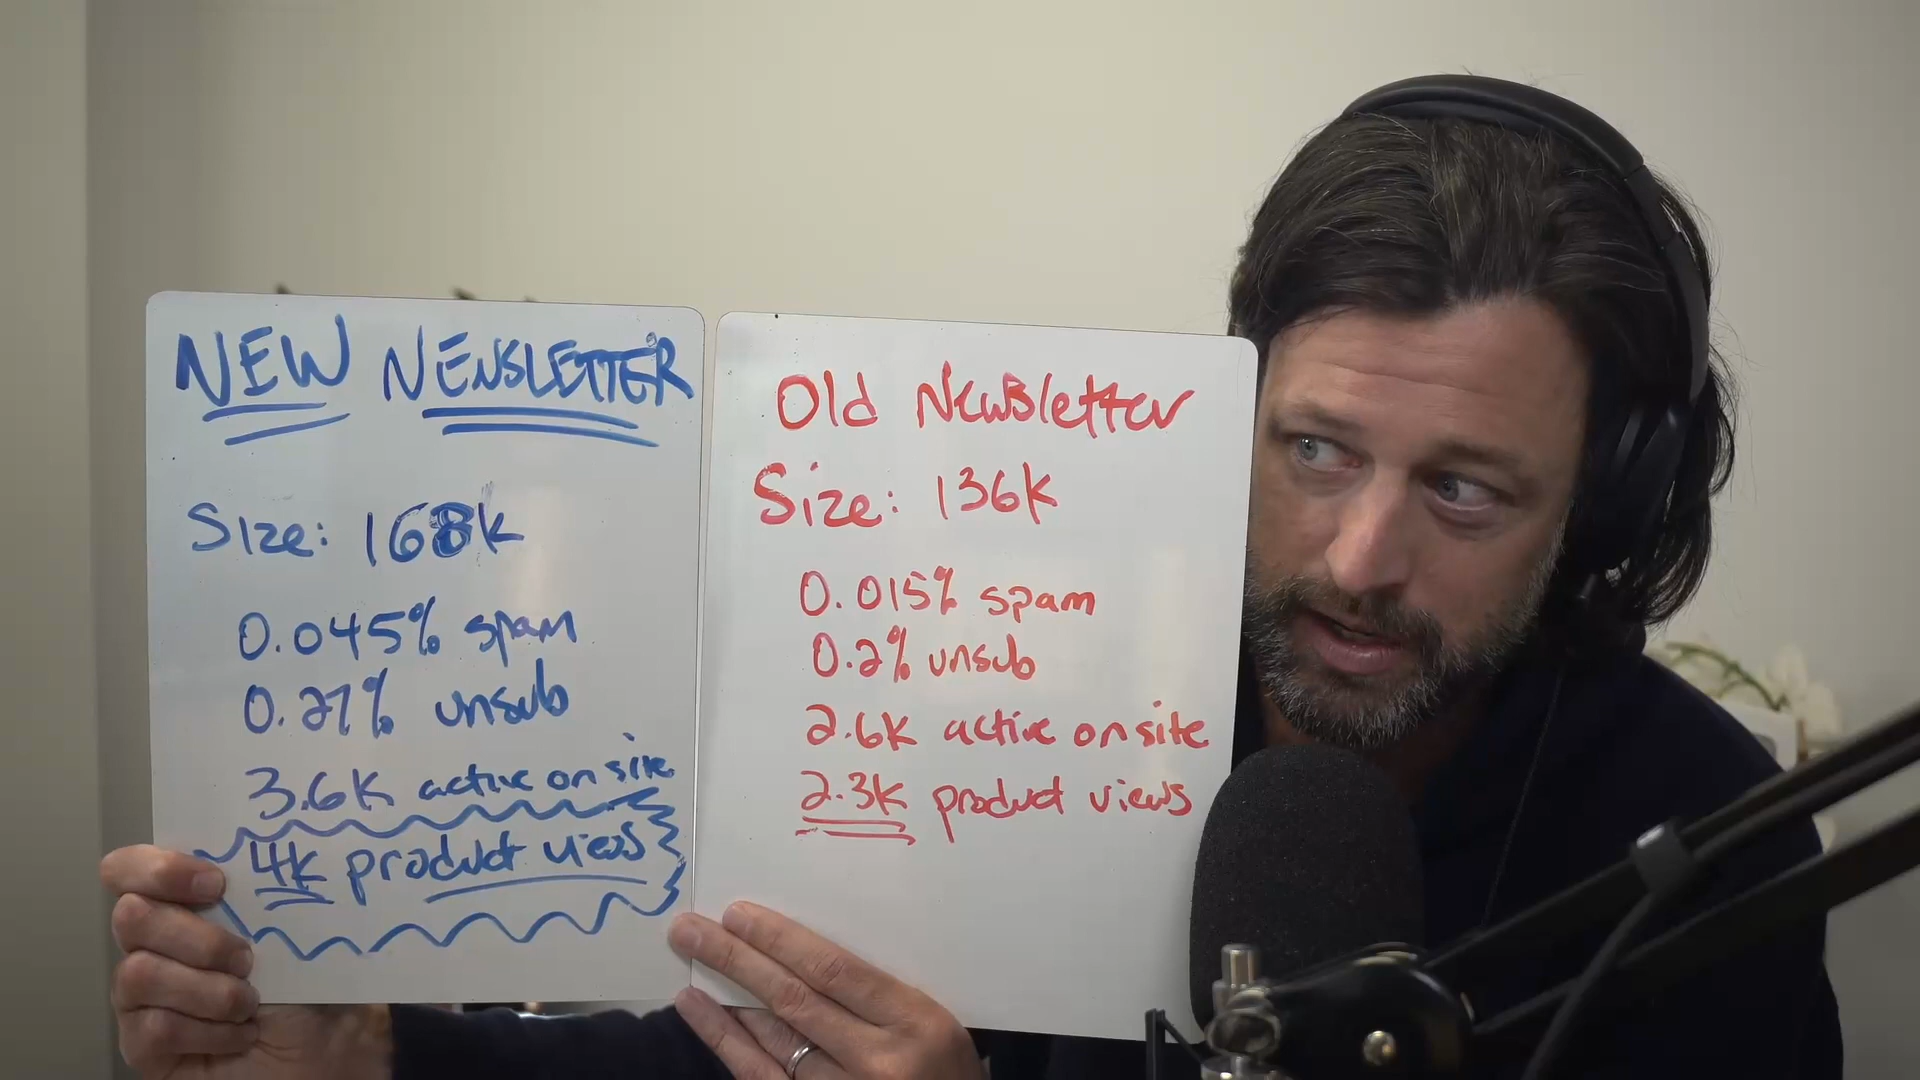 NEW NEWSLETTER
Size: 168k
0.045% spam
0.27% unsub
3.6K active on site
4k product views
Old Newsletter
Size: 136k
0.015% spam
0.2% unsub
2.6K active on site
2.3k product views